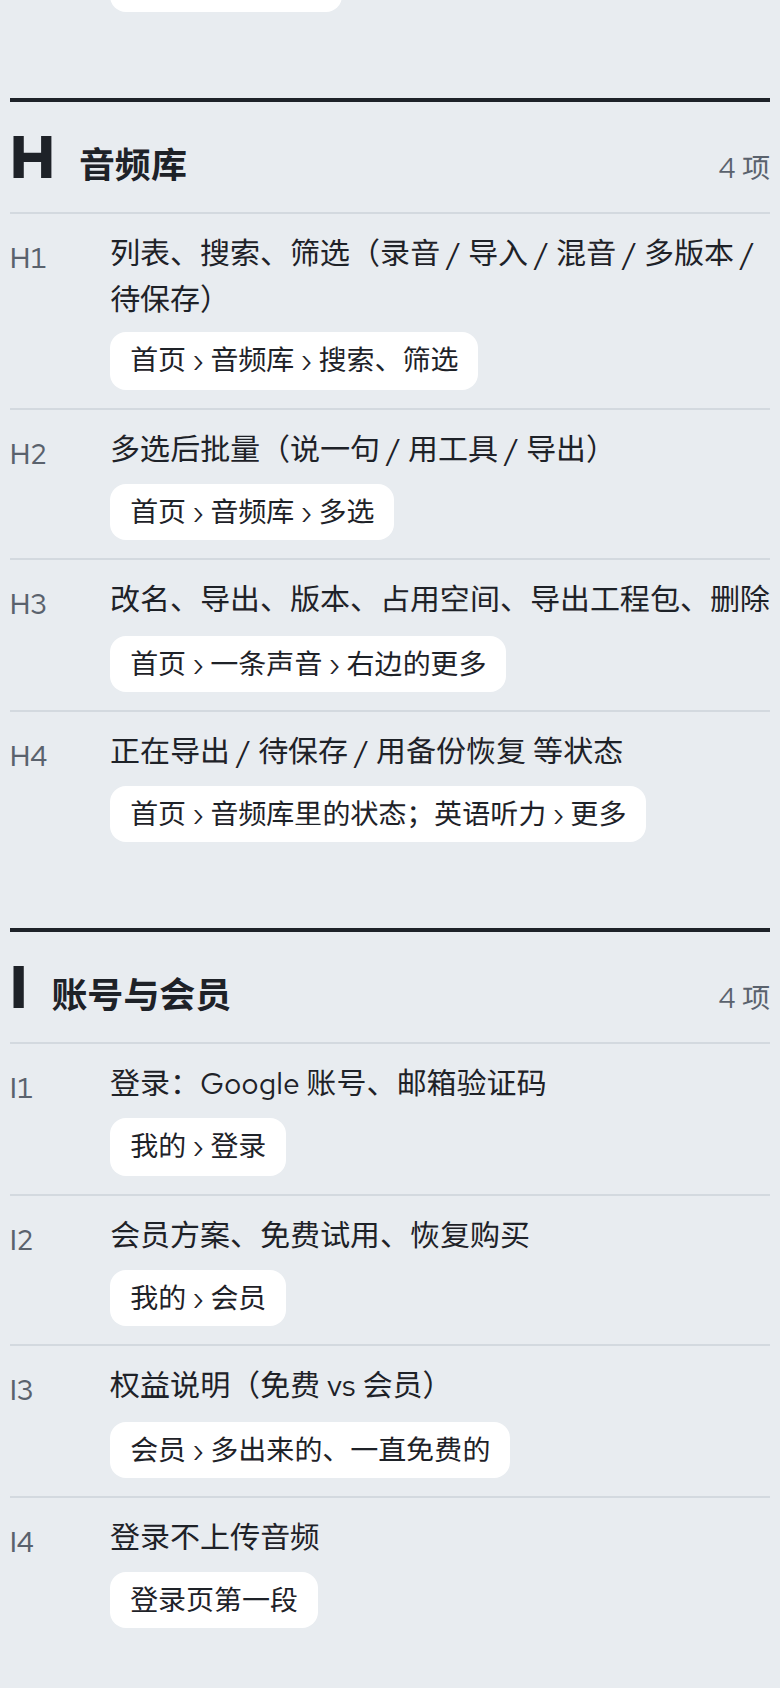 H 音频库 4 项
H1 列表、搜索、筛选（录音 / 导入 / 混音 / 多版本 /
待保存）
首页 › 音频库 › 搜索、筛选
H2 多选后批量（说一句 / 用工具 / 导出）
首页 › 音频库 › 多选
H3 改名、导出、版本、占用空间、导出工程包、删除
首页 › 一条声音 › 右边的更多
H4 正在导出 / 待保存 / 用备份恢复 等状态
首页 › 音频库里的状态；英语听力 › 更多
I 账号与会员 4 项
I1 登录：Google 账号、邮箱验证码
我的 › 登录
I2 会员方案、免费试用、恢复购买
我的 › 会员
I3 权益说明（免费 vs 会员）
会员 › 多出来的、一直免费的
I4 登录不上传音频
登录页第一段